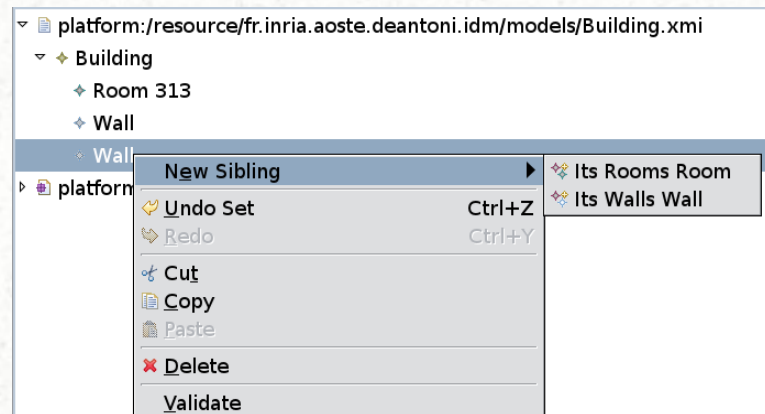 platform:/resource/fr.inria.aoste.deantoni.idm/models/Building.xmi
Building
Room 313
Wall
Wall
platform
New Sibling
Its Rooms Room
Its Walls Wall
Undo Set Ctrl+Z
Redo Ctrl+Y
Cut
Copy
Paste
Delete
Validate